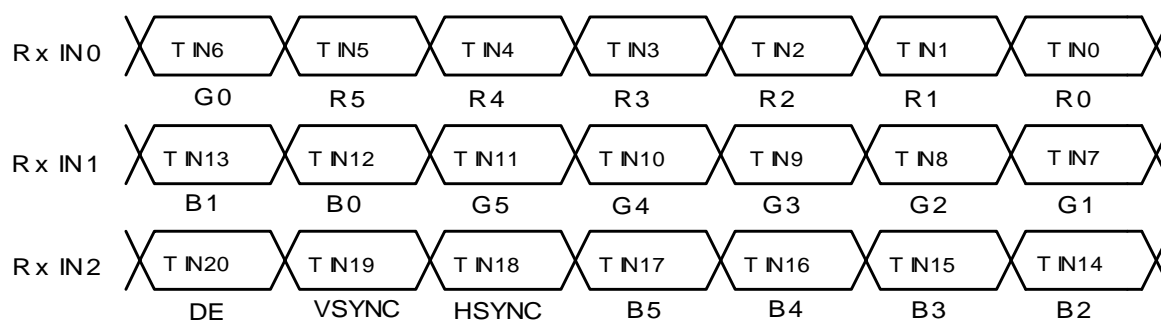 Rx IN0 TIN6 TIN5 TIN4 TIN3 TIN2 TIN1 TIN0
G0 R5 R4 R3 R2 R1 R0
Rx IN1 TIN13 TIN12 TIN11 TIN10 TIN9 TIN8 TIN7
B1 B0 G5 G4 G3 G2 G1
Rx IN2 TIN20 TIN19 TIN18 TIN17 TIN16 TIN15 TIN14
DE VSYNC HSYNC B5 B4 B3 B2